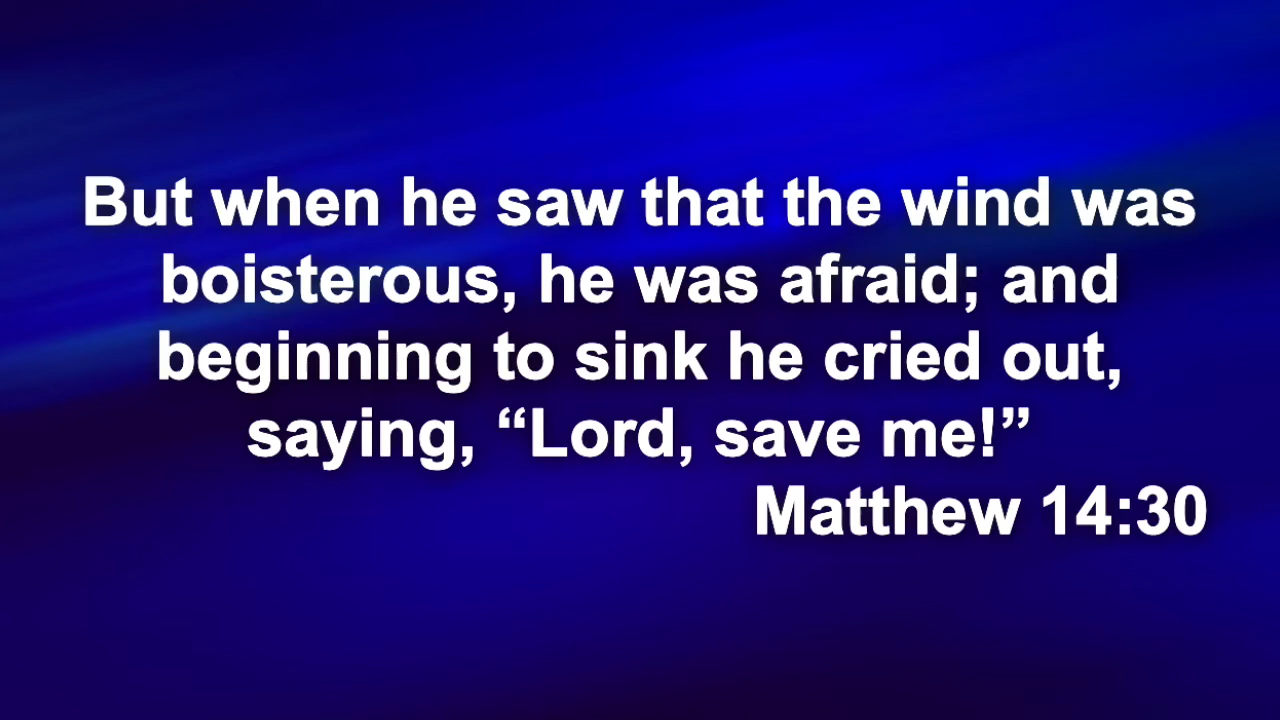 But when he saw that the wind was
boisterous, he was afraid; and
beginning to sink he cried out,
saying, “Lord, save me!”
Matthew 14:30